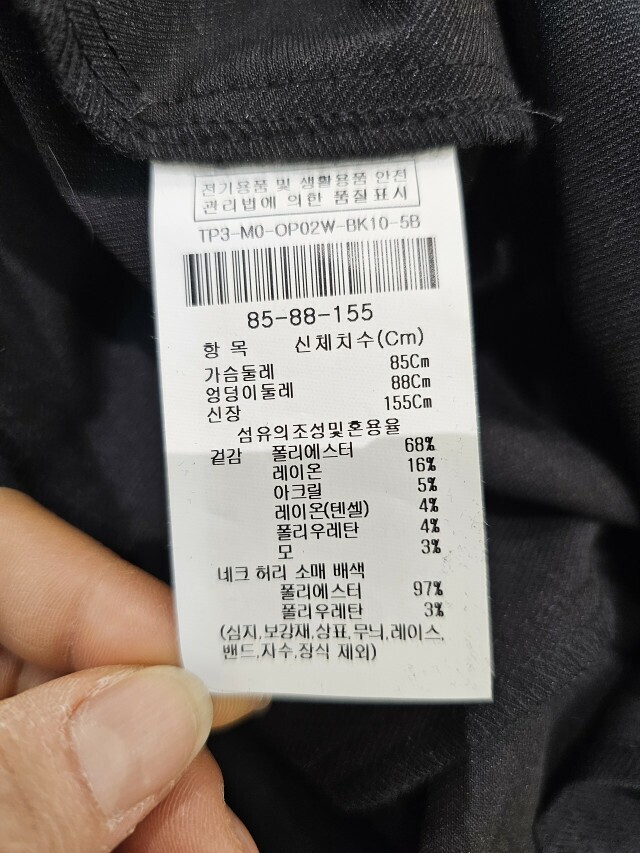 전기용품 및 생활용품 안전
관리법에 의한 품질표시
TP3-MO-OP02W-BK10-5B
85-88-155
항 목 신체치수(Cm)
가슴둘레 85Cm
엉덩이둘레 88Cm
신장 155Cm
섬유의조성및혼용율
겉감 폴리에스터 68%
레이온 16%
아크릴 5%
레이온(텐셀) 4%
폴리우레탄 4%
모 3%
네크 허리 소매 배색
폴리에스터 97%
폴리우레탄 3%
(심지,보강재,상표,무늬,레이스,
밴드,자수,장식 제외)